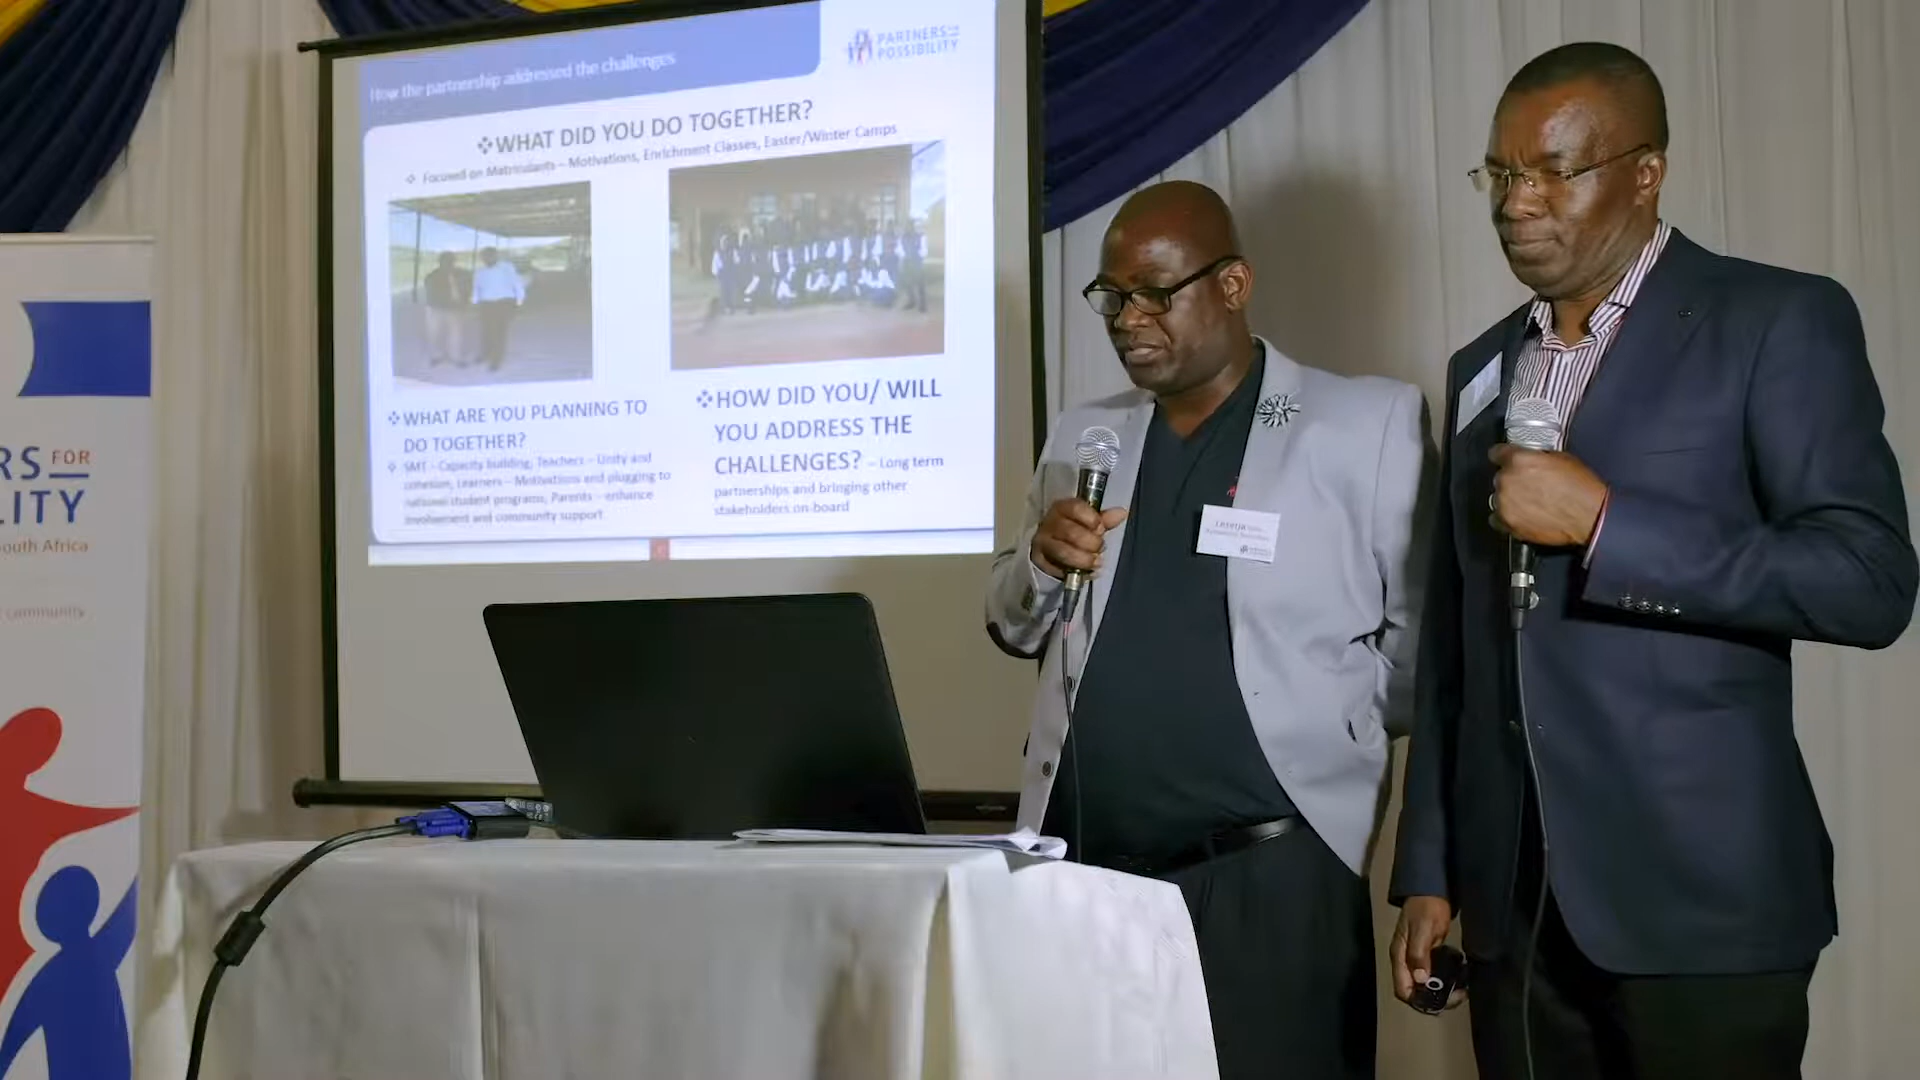 How the partnership addressed the challenges
PARTNERS FOR
POSSIBILITY
❖WHAT DID YOU DO TOGETHER?
❖ Focused on Matriculants – Motivations, Enrichment Classes, Easter/Winter Camps
❖WHAT ARE YOU PLANNING TO
DO TOGETHER?
❖ SMT – Capacity building, Teachers – Unity and
cohesion, Learners – Motivations and plugging to
national student programs, Parents – enhance
involvement and community support
❖HOW DID YOU/ WILL
YOU ADDRESS THE
CHALLENGES? – Long term
partnerships and bringing other
stakeholders on-board
RS FOR
LITY
outh Africa
community